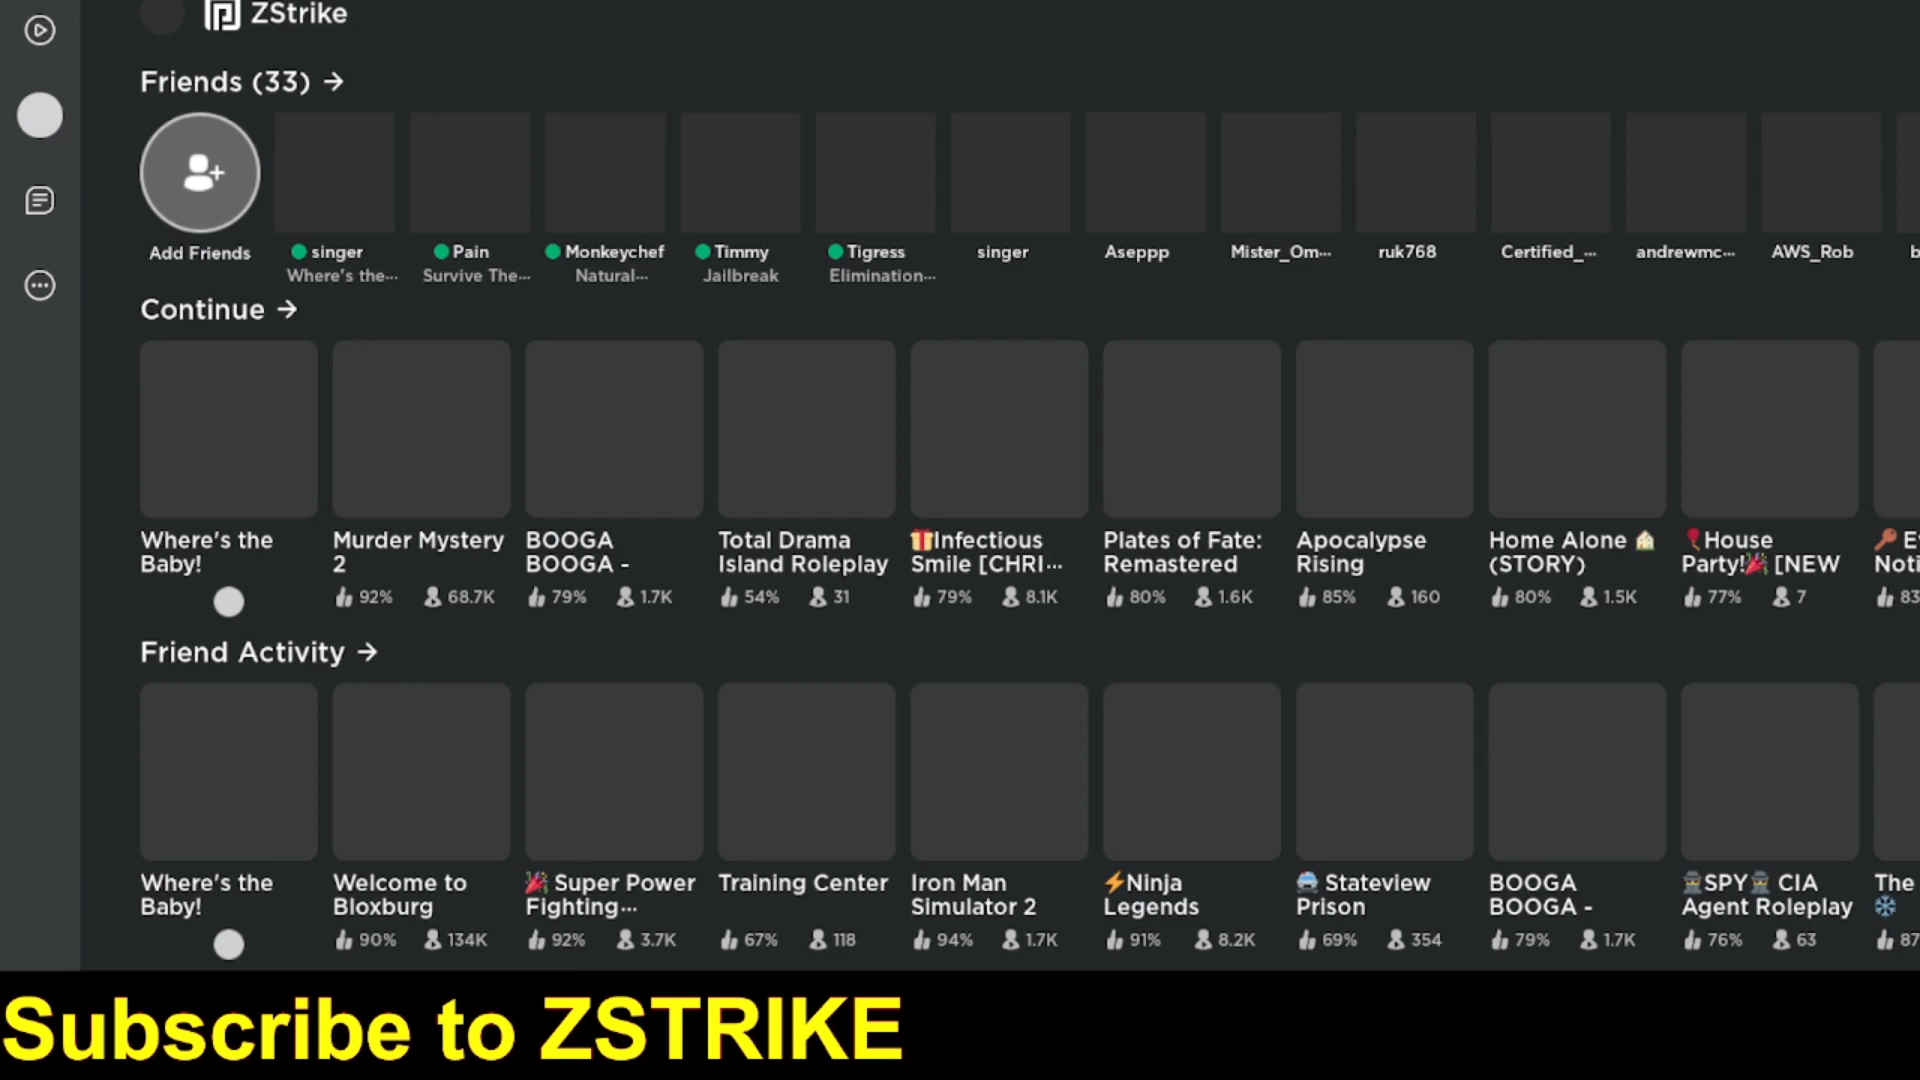 ZStrike
Friends (33) →
Add Friends
singer
Where's the...
Pain
Survive The...
Monkeychef
Natural...
Timmy
Jailbreak
Tigress
Elimination...
singer
Aseppp
Mister_Om...
ruk768
Certified_...
andrewmc...
AWS_Rob
b
Continue →
Where's the
Baby!
Murder Mystery
2
92% 68.7K
BOOGA
BOOGA -
79% 1.7K
Total Drama
Island Roleplay
54% 31
🎁Infectious
Smile [CHRI...
79% 8.1K
Plates of Fate:
Remastered
80% 1.6K
Apocalypse
Rising
85% 160
Home Alone 🏠
(STORY)
80% 1.5K
🎈House
Party!🎉 [NEW
77% 7
Noti
83
Friend Activity →
Where's the
Baby!
Welcome to
Bloxburg
90% 134K
🎉 Super Power
Fighting...
92% 3.7K
Training Center
67% 118
Iron Man
Simulator 2
94% 1.7K
⚡Ninja
Legends
91% 8.2K
🚔 Stateview
Prison
69% 354
BOOGA
BOOGA -
79% 1.7K
🕵SPY🕵 CIA
Agent Roleplay
76% 63
The
❄
87
Subscribe to ZSTRIKE